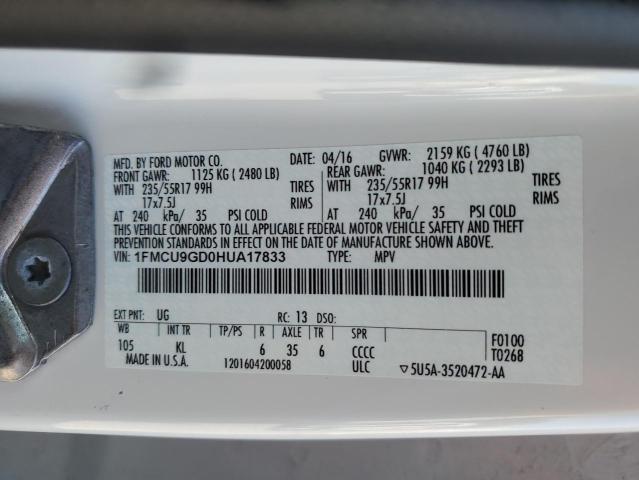 MFD. BY FORD MOTOR CO. DATE: 04/16 GVWR: 2159 KG ( 4760 LB)
FRONT GAWR: 1125 KG ( 2480 LB) REAR GAWR: 1040 KG ( 2293 LB)
WITH 235/55R17 99H TIRES WITH 235/55R17 99H TIRES
17x7.5J RIMS 17x7.5J RIMS
AT 240 kPa/ 35 PSI COLD AT 240 kPa/ 35 PSI COLD
THIS VEHICLE CONFORMS TO ALL APPLICABLE FEDERAL MOTOR VEHICLE SAFETY AND THEFT
PREVENTION STANDARDS IN EFFECT ON THE DATE OF MANUFACTURE SHOWN ABOVE.
VIN: 1FMCU9GD0HUA17833 TYPE: MPV
EXT PNT: UG RC: 13 DSO:
WB INT TR TP/PS R AXLE TR SPR F0100
105 KL 6 35 6 CCCC T0268
MADE IN U.S.A. 1201604200058 ULC ▽5U5A-3520472-AA